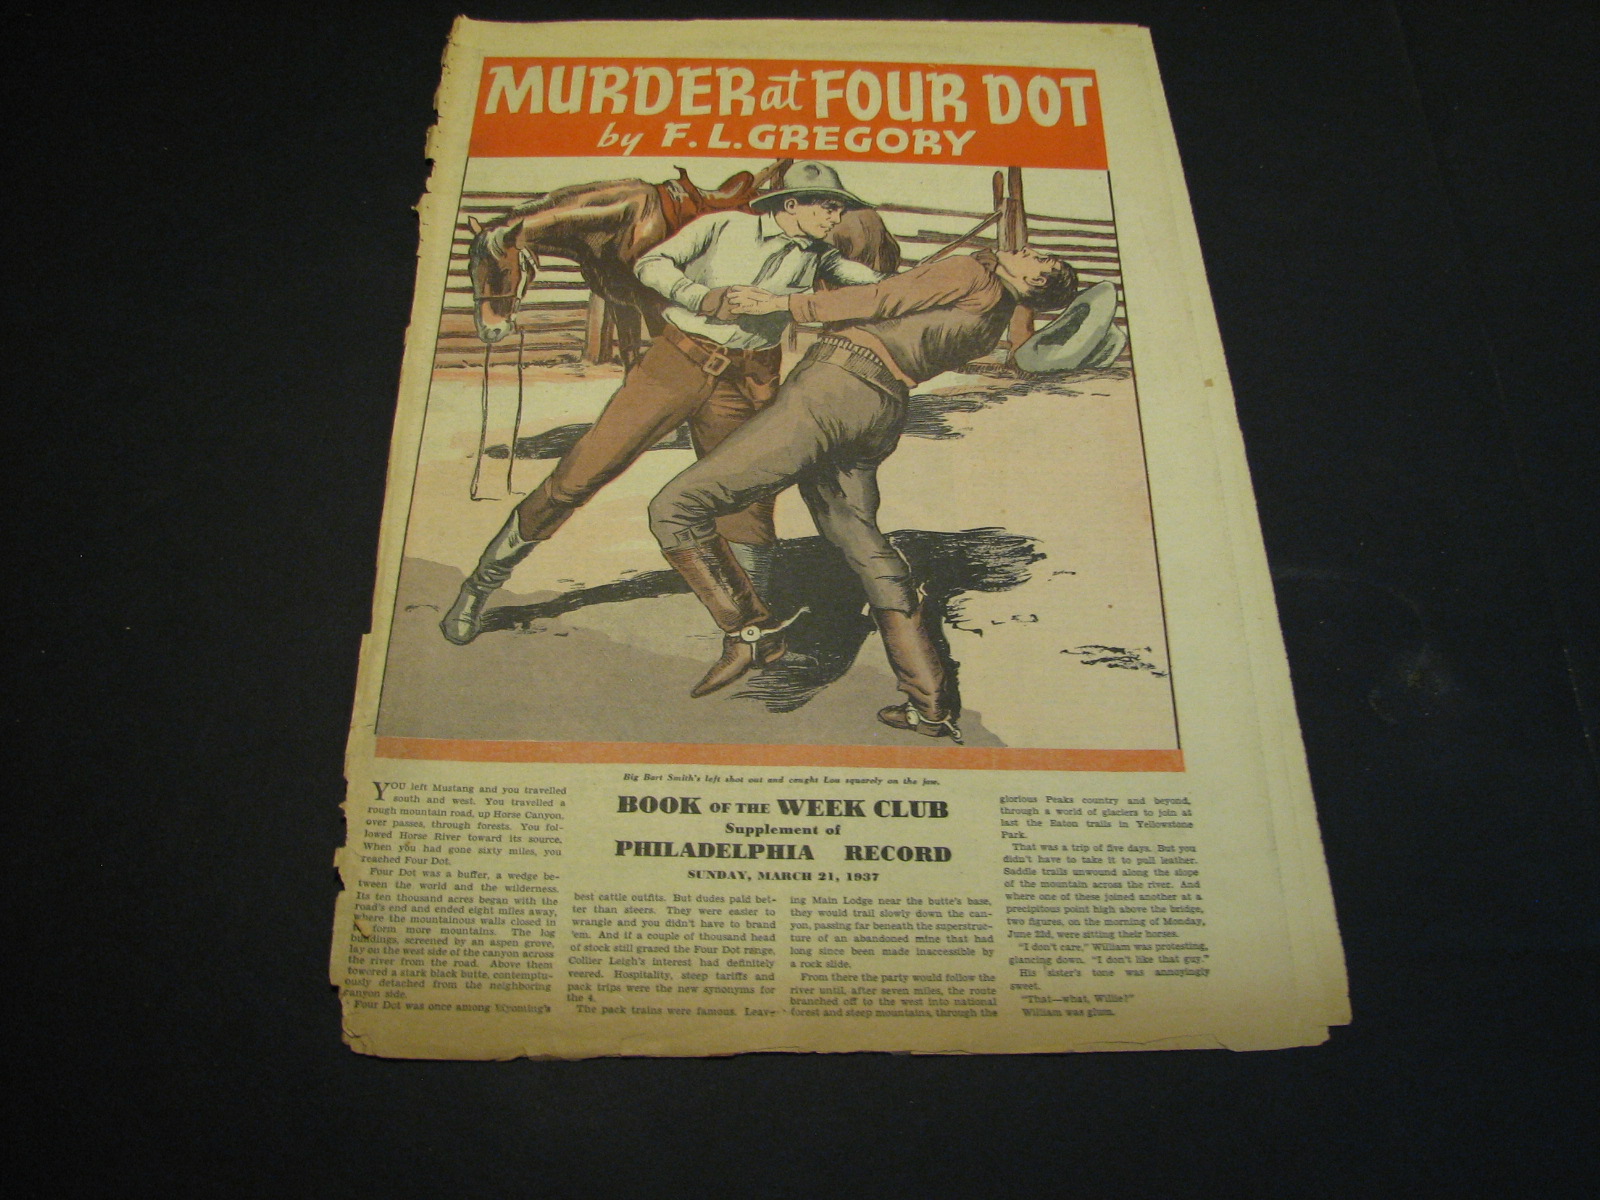 MURDER at FOUR DOT
by F. L. GREGORY
Big Bart Smith's left shot out and caught Lou squarely on the jaw.
YOU left Mustang and you travelled
south and west. You travelled a
rough mountain road, up Horse Canyon,
over passes, through forests. You fol-
lowed Horse River toward its source.
When you had gone sixty miles, you
reached Four Dot.
Four Dot was a buffer, a wedge be-
tween the world and the wilderness.
Its ten thousand acres began with the
road's end and ended eight miles away,
where the mountainous walls closed in
form more mountains. The log
buildings, screened by an aspen grove,
lay on the west side of the canyon across
the river from the road. Above them
towered a stark black butte, contemptu-
ously detached from the neighboring
canyon side.
Four Dot was once among Wyoming's
BOOK OF THE WEEK CLUB
Supplement of
PHILADELPHIA RECORD
SUNDAY, MARCH 21, 1937
best cattle outfits. But dudes paid bet-
ter than steers. They were easier to
wrangle and you didn't have to brand
'em. And if a couple of thousand head
of stock still grazed the Four Dot range,
Collier Leigh's interest had definitely
veered. Hospitality, steep tariffs and
pack trips were the new synonyms for
the 4.
The pack trains were famous. Leav-
ing Main Lodge near the butte's base,
they would trail slowly down the can-
yon, passing far beneath the superstruc-
ture of an abandoned mine that had
long since been made inaccessible by
a rock slide.
From there the party would follow the
river until, after seven miles, the route
branched off to the west into national
forest and steep mountains, through the
glorious Peaks country and beyond,
through a world of glaciers to join at
last the Eaton trails in Yellowstone
Park.
That was a trip of five days. But you
didn't have to take it to pull leather.
Saddle trails unwound along the slope
of the mountain across the river. And
where one of these joined another at a
precipitous point high above the bridge,
two figures, on the morning of Monday,
June 22d, were sitting their horses.
"I don't care," William was protesting,
glancing down. "I don't like that guy."
His sister's tone was annoyingly
sweet.
"That—what, Willie?"
William was glum.